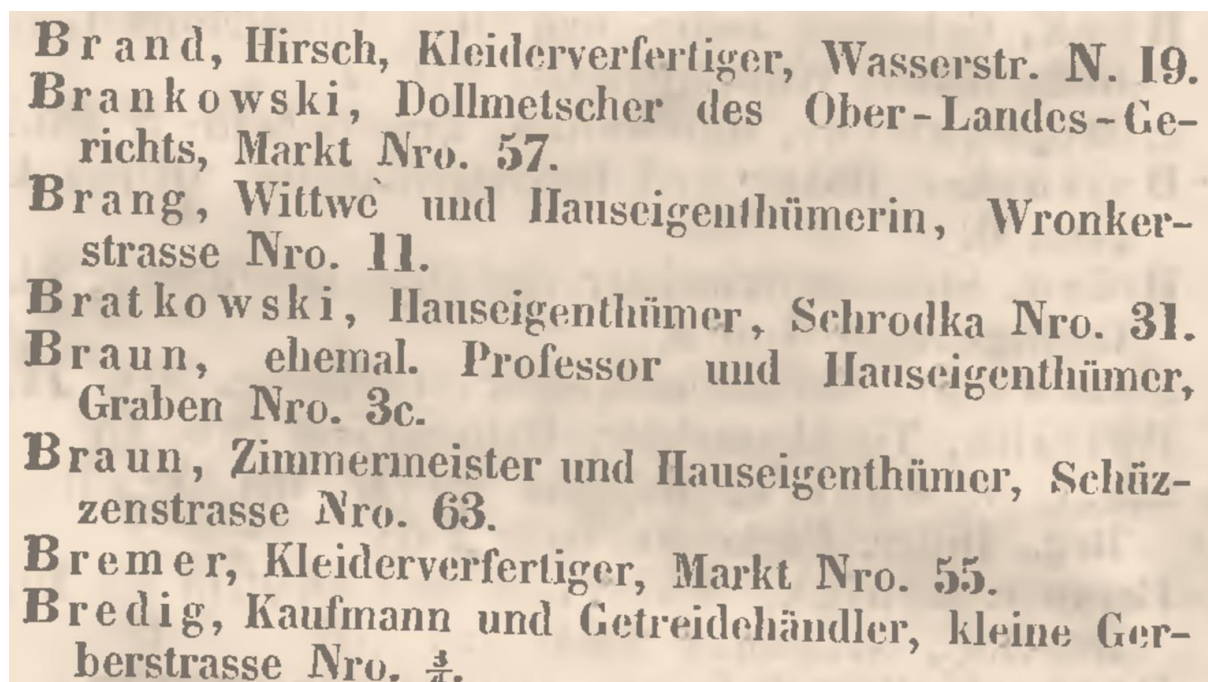 Brand, Hirsch, Kleiderverfertiger, Wasserstr. N. 19.
Brankowski, Dollmetscher des Ober-Landes-Ge-
richts, Markt Nro. 57.
Brang, Wittwe und Hauseigenthümerin, Wronker-
strasse Nro. 11.
Bratkowski, Hauseigenthümer, Schrodka Nro. 31.
Braun, ehemal. Professor und Hauseigenthümer,
Graben Nro. 3c.
Braun, Zimmermeister und Hauseigenthümer, Schüz-
zenstrasse Nro. 63.
Bremer, Kleiderverfertiger, Markt Nro. 55.
Bredig, Kaufmann und Getreidehändler, kleine Ger-
berstrasse Nro.